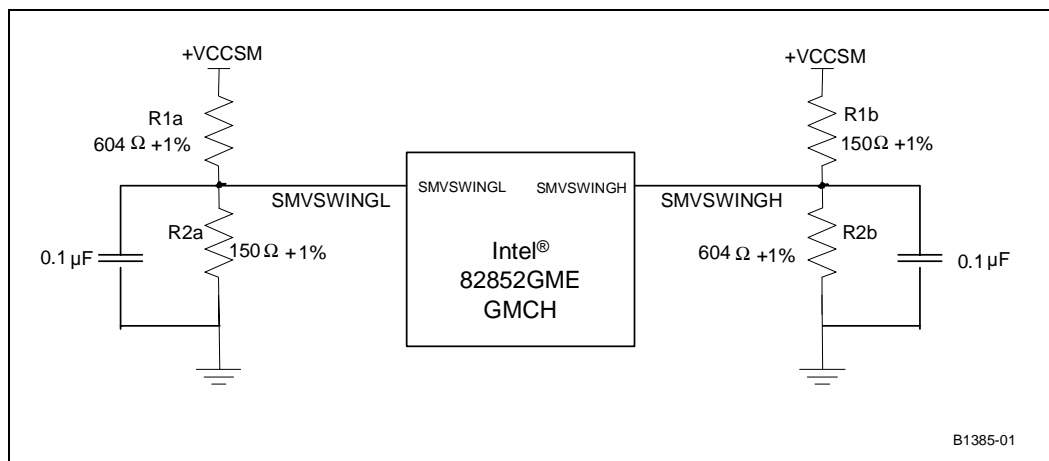 +VCCSM
R1a
604 Ω +1%
SMVSWINGL
R2a
150 Ω +1%
0.1 µF
SMVSWINGL SMVSWINGH
Intel®
82852GME
GMCH
+VCCSM
R1b
150 Ω +1%
SMVSWINGH
R2b
604 Ω +1%
0.1 µF
B1385-01